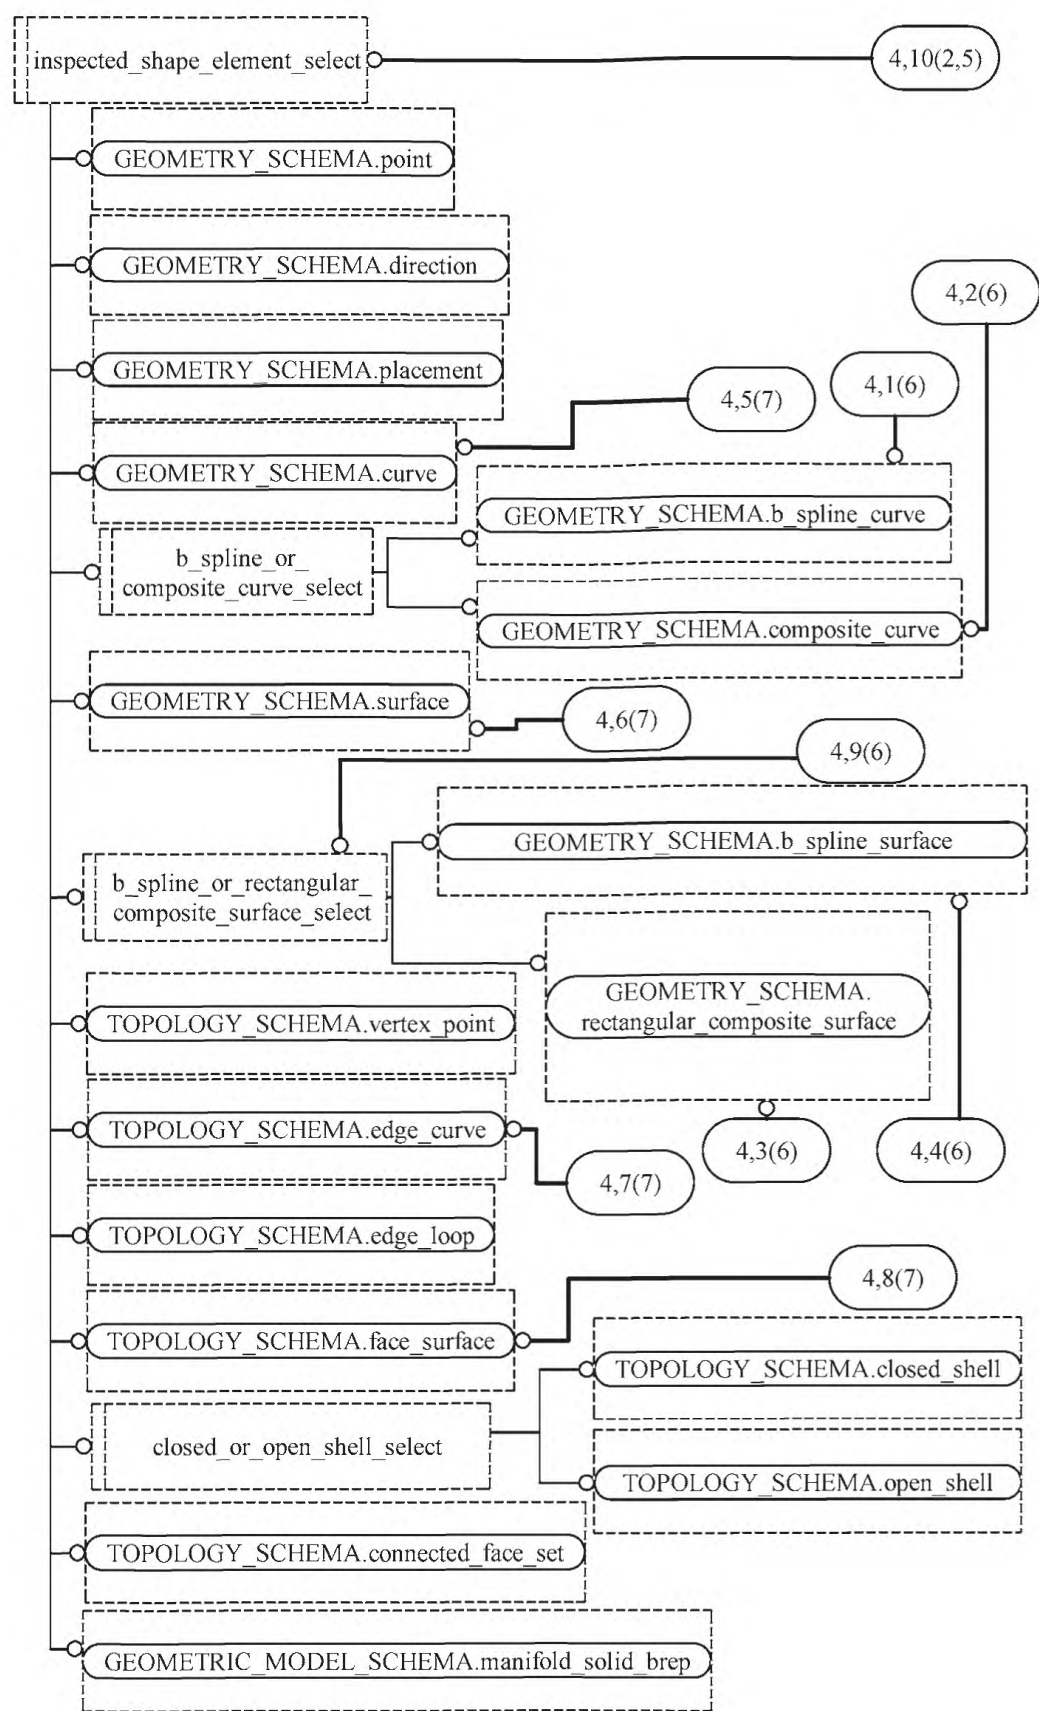 inspected_shape_element_select
4,10(2,5)
GEOMETRY_SCHEMA.point
GEOMETRY_SCHEMA.direction
4,2(6)
GEOMETRY_SCHEMA.placement
4,5(7)
4,1(6)
GEOMETRY_SCHEMA.curve
GEOMETRY_SCHEMA.b_spline_curve
b_spline_or_
composite_curve_select
GEOMETRY_SCHEMA.composite_curve
GEOMETRY_SCHEMA.surface
4,6(7)
4,9(6)
GEOMETRY_SCHEMA.b_spline_surface
b_spline_or_rectangular_
composite_surface_select
GEOMETRY_SCHEMA.
rectangular_composite_surface
TOPOLOGY_SCHEMA.vertex_point
TOPOLOGY_SCHEMA.edge_curve
4,3(6)
4,4(6)
4,7(7)
TOPOLOGY_SCHEMA.edge_loop
4,8(7)
TOPOLOGY_SCHEMA.face_surface
TOPOLOGY_SCHEMA.closed_shell
closed_or_open_shell_select
TOPOLOGY_SCHEMA.open_shell
TOPOLOGY_SCHEMA.connected_face_set
GEOMETRIC_MODEL_SCHEMA.manifold_solid_brep